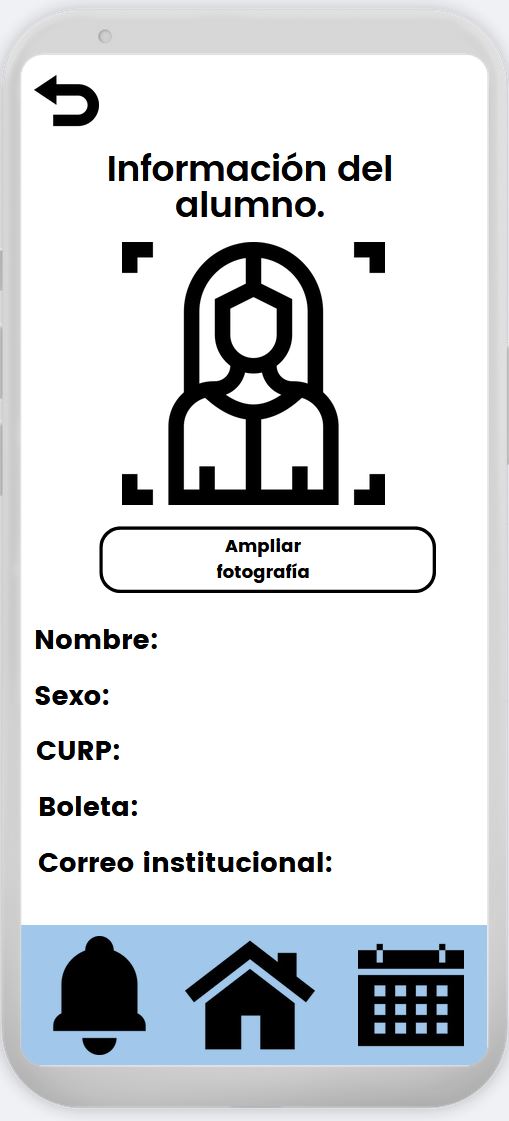 Información del
alumno.
Ampliar
fotografía
Nombre:
Sexo:
CURP:
Boleta:
Correo institucional: